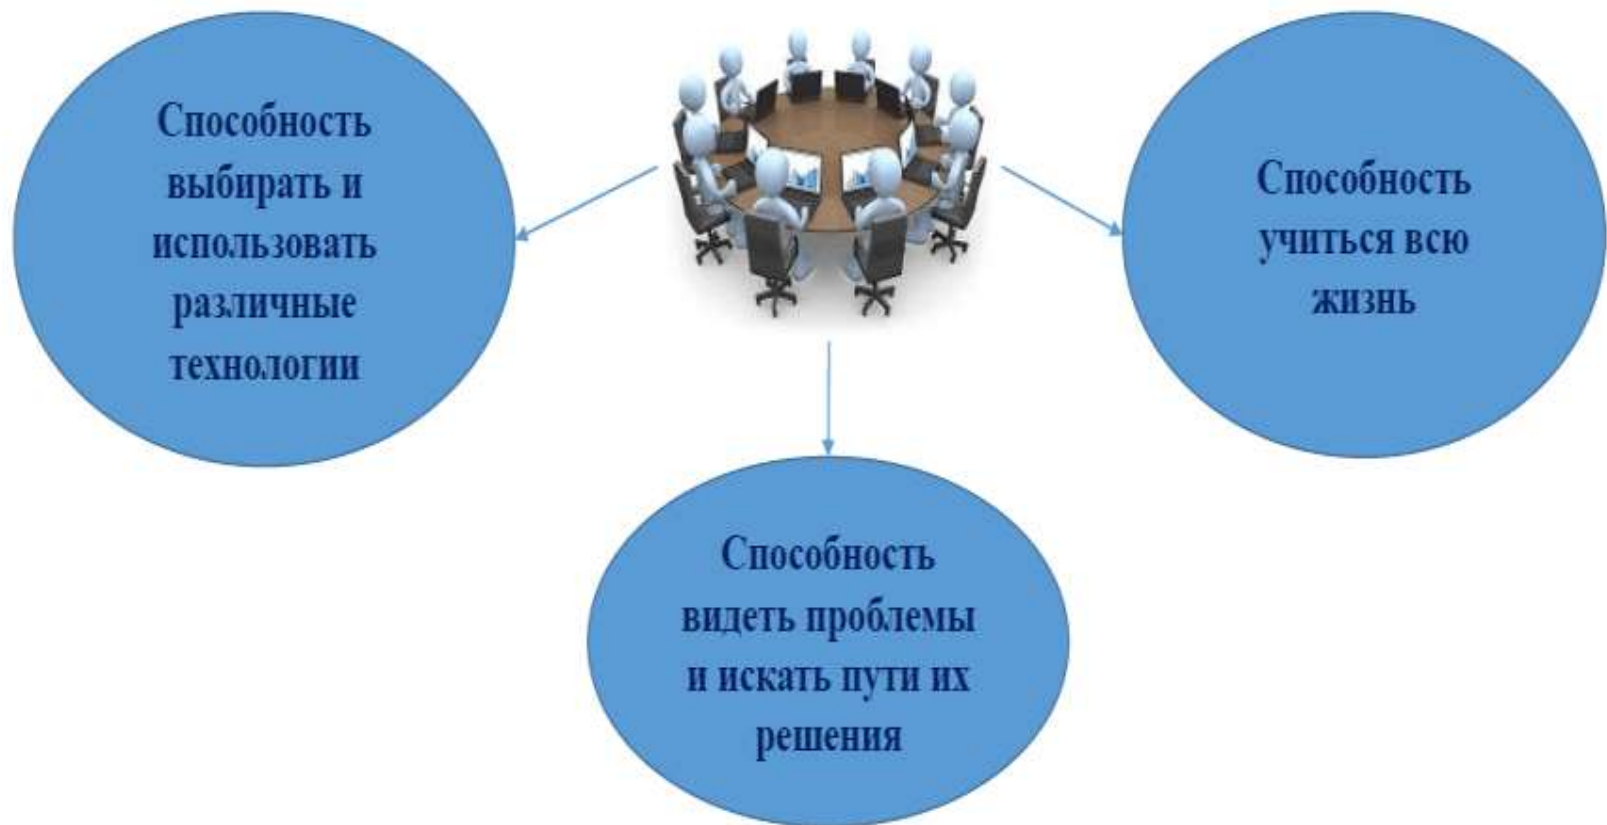 Способность
выбирать и
использовать
различные
технологии
Способность
учиться всю
жизнь
Способность
видеть проблемы
и искать пути их
решения